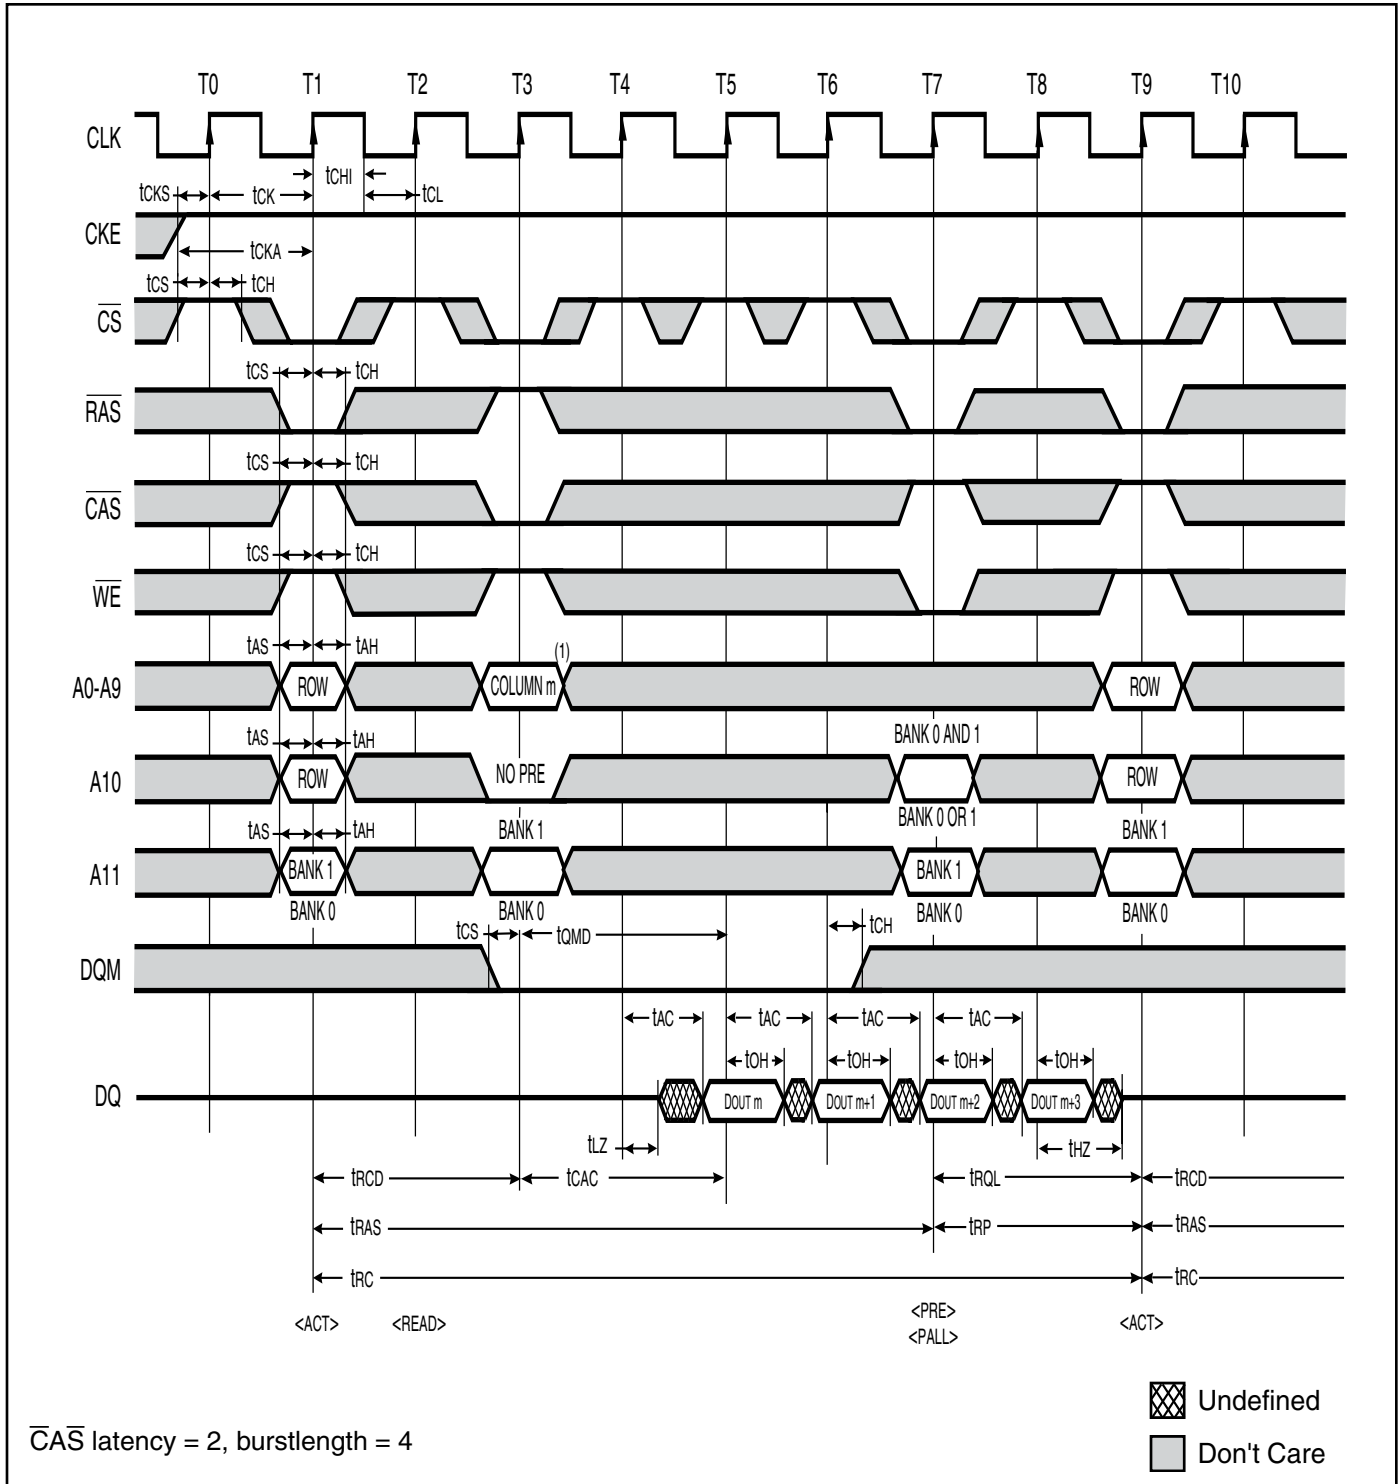 T0 T1 T2 T3 T4 T5 T6 T7 T8 T9 T10
CLK
tCHI
tCKS tCK tCL
CKE
tCKA
tCS tCH
CS
tCS tCH
RAS
tCS tCH
CAS
tCS tCH
WE
tAS tAH (1)
A0-A9 ROW COLUMN m ROW
BANK 0 AND 1
tAS tAH
A10 ROW NO PRE ROW
BANK 0 OR 1
tAS tAH BANK 1 BANK 1
A11 BANK 1 BANK 1
BANK 0 BANK 0 BANK 0 BANK 0
tCS tQMD tCH
DQM
tAC tAC tAC tAC
tOH tOH tOH tOH
DQ DOUT m DOUT m+1 DOUT m+2 DOUT m+3
tLZ tHZ
tRCD tCAC tRQL tRCD
tRAS tRP tRAS
tRC tRC
<ACT> <READ> <PRE> <ACT>
<PALL>
Undefined
CAS latency = 2, burstlength = 4
Don't Care